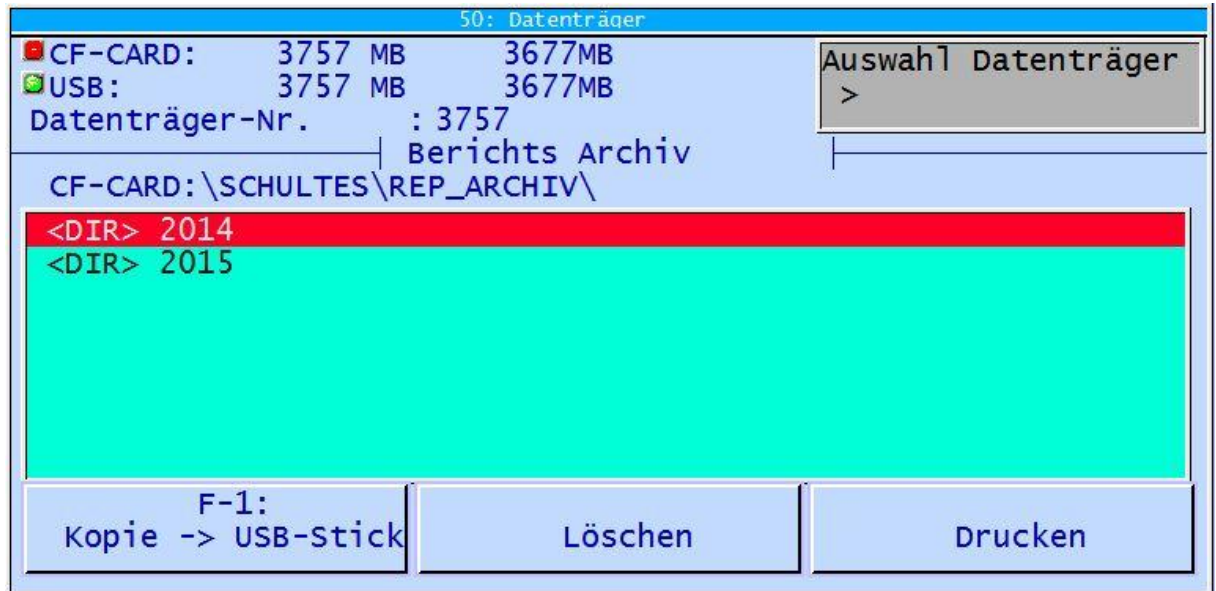 50: Datenträger
CF-CARD: 3757 MB 3677MB
USB: 3757 MB 3677MB
Datenträger-Nr. : 3757
Auswahl Datenträger
>
Berichts Archiv
CF-CARD:\SCHULTES\REP_ARCHIV\
<DIR> 2014
<DIR> 2015
F-1:
Kopie -> USB-Stick
Löschen
Drucken